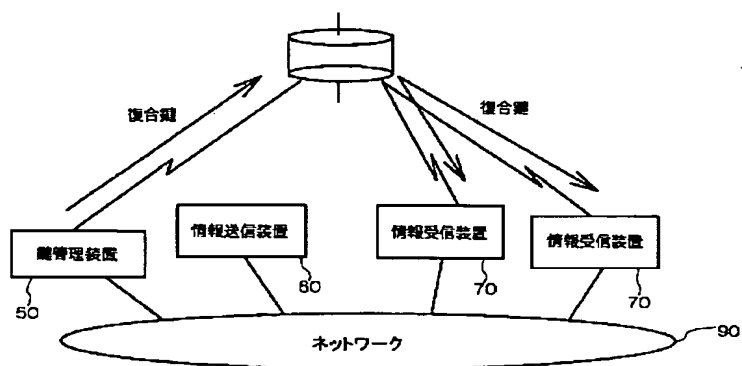 復合鍵
復合鍵
鍵管理装置
情報送信装置
情報受信装置
情報受信装置
50
60
70
70
ネットワーク
90